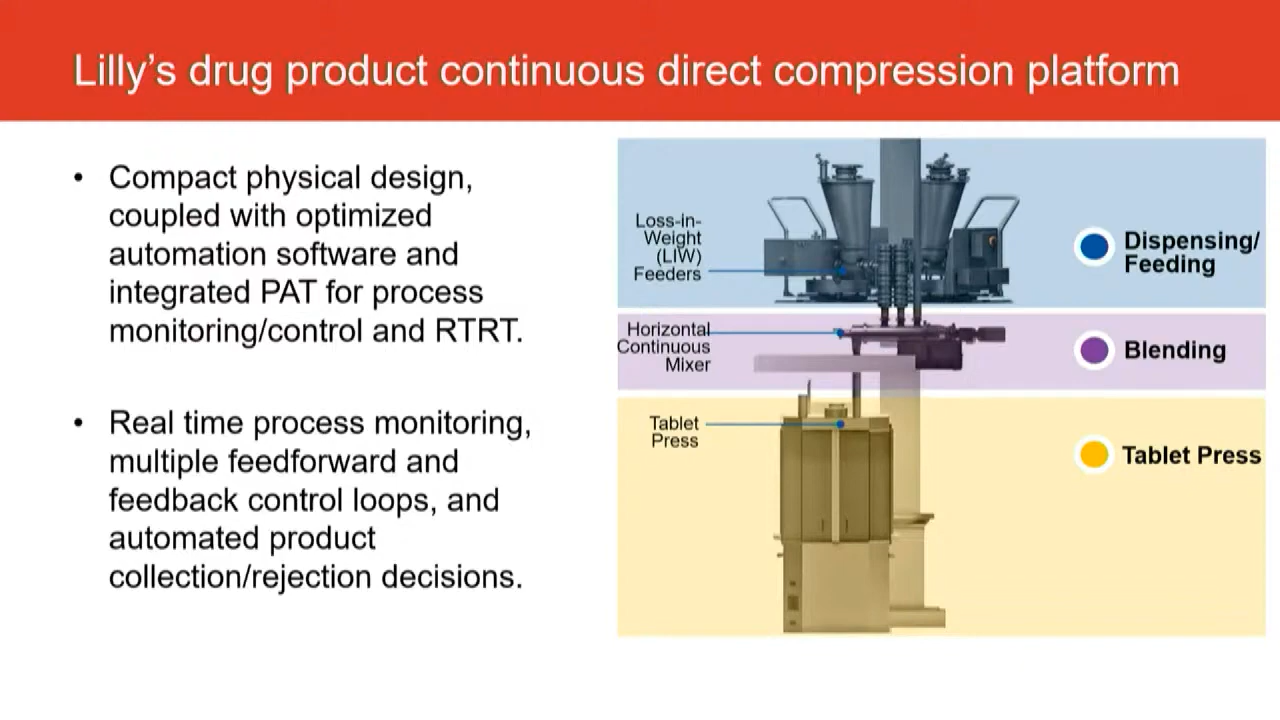 Lilly’s drug product continuous direct compression platform
• Compact physical design,
coupled with optimized
automation software and
integrated PAT for process
monitoring/control and RTRT.
• Real time process monitoring,
multiple feedforward and
feedback control loops, and
automated product
collection/rejection decisions.
Loss-in-
Weight
(LIW)
Feeders
Dispensing/
Feeding
Horizontal
Continuous
Mixer
Blending
Tablet
Press
Tablet Press